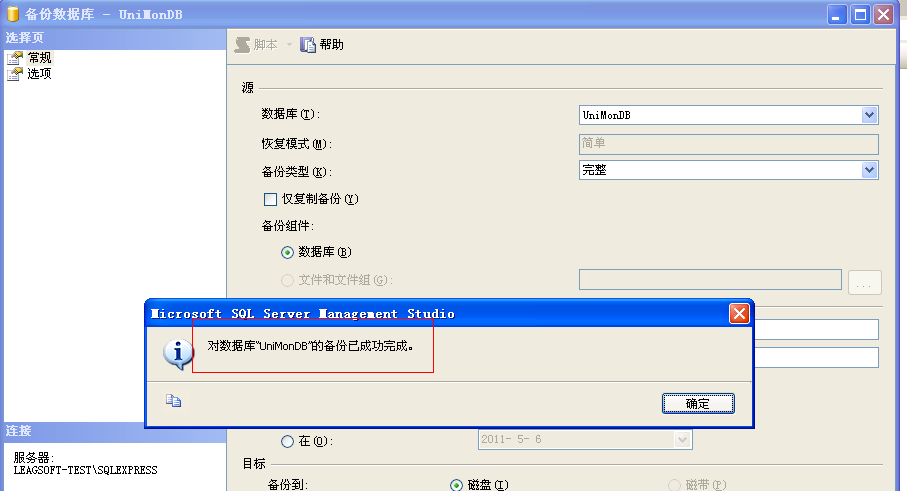 备份数据库 - UniMonDB
选择页
常规
选项
脚本
帮助
源
数据库(T):
UniMonDB
恢复模式(M):
简单
备份类型(K):
完整
仅复制备份(Y)
备份组件:
数据库(B)
文件和文件组(G):
...
Microsoft SQL Server Management Studio
对数据库“UniMonDB”的备份已成功完成。
确定
在(O):
2011- 5- 6
目标
备份到:
磁盘(I)
磁带(P)
连接
服务器:
LEAGSOFT-TEST\SQLEXPRESS